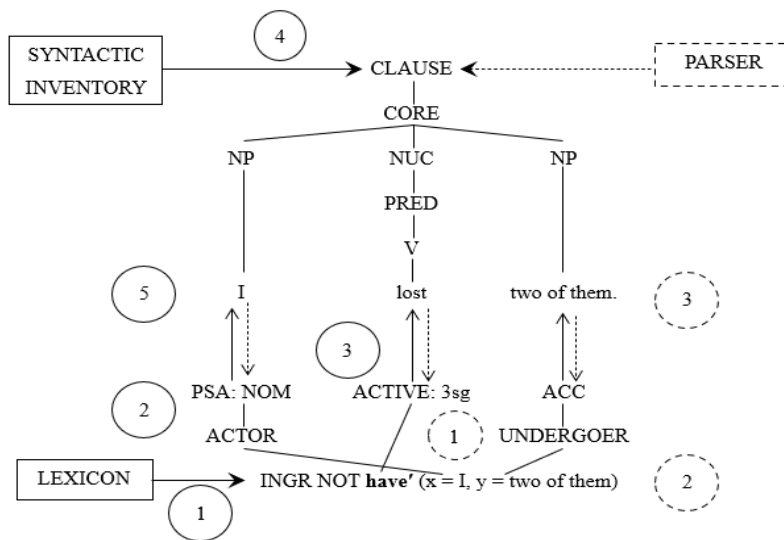 4
SYNTACTIC
INVENTORY
CLAUSE
PARSER
CORE
NP NUC NP
PRED
V
5 I lost two of them. 3
3
2 PSA: NOM ACTIVE: 3sg ACC
ACTOR 1 UNDERGOER
LEXICON INGR NOT have′ (x = I, y = two of them) 2
1